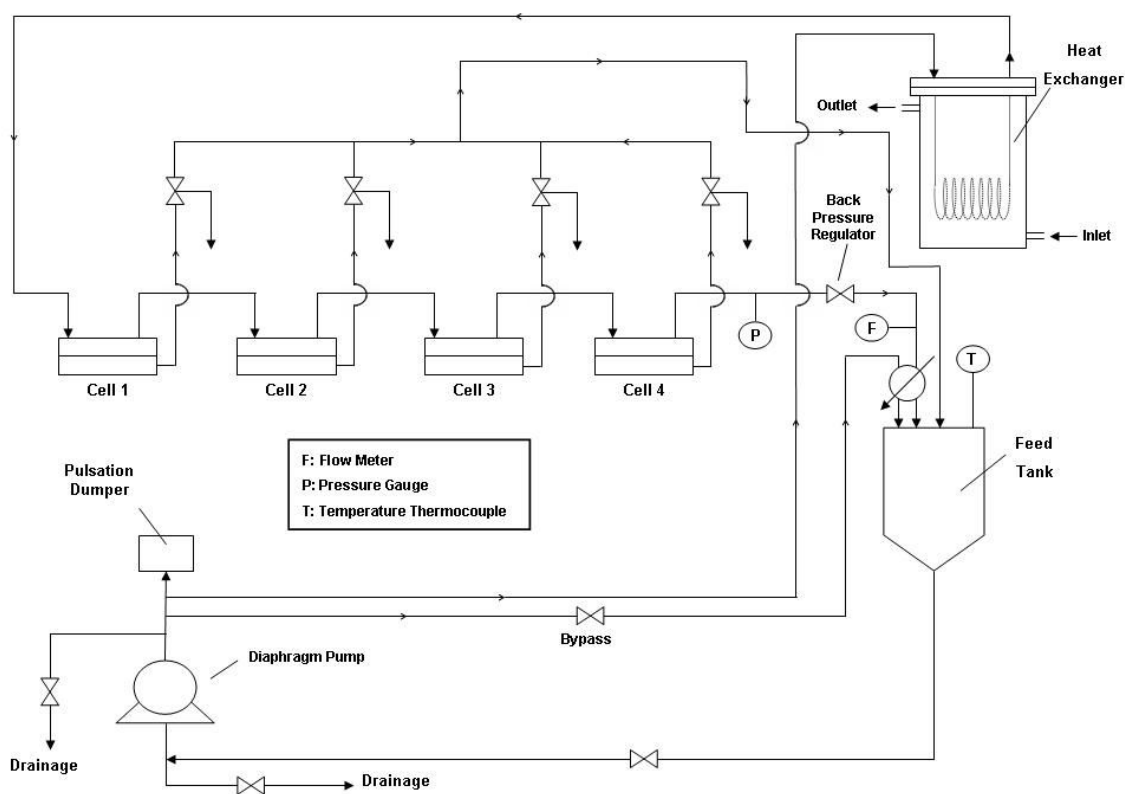 Heat
Exchanger
Outlet
Inlet
Back
Pressure
Regulator
P
F
T
Cell 1
Cell 2
Cell 3
Cell 4
F: Flow Meter
P: Pressure Gauge
T: Temperature Thermocouple
Feed
Tank
Pulsation
Dumper
Bypass
Diaphragm Pump
Drainage
Drainage